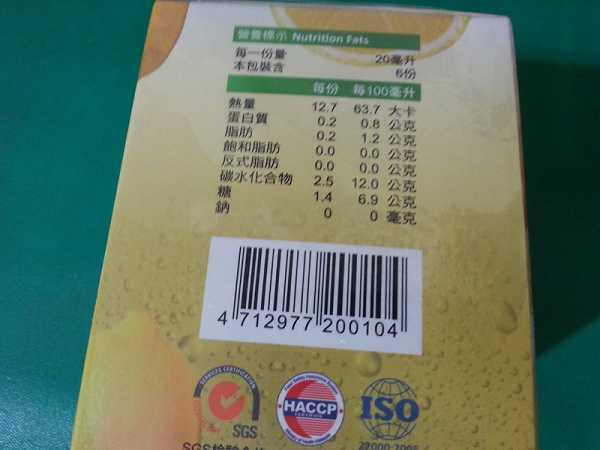 營養標示 Nutrition Fats
每一份量 20毫升
本包裝含 6份
每份 每100毫升
熱量 12.7 63.7 大卡
蛋白質 0.2 0.8 公克
脂肪 0.2 1.2 公克
飽和脂肪 0.0 0.0 公克
反式脂肪 0.0 0.0 公克
碳水化合物 2.5 12.0 公克
糖 1.4 6.9 公克
鈉 0 0 毫克
4 712977 200104
SERVICES CERTIFICATION
SGS
HACCP
ISO
22000:2005